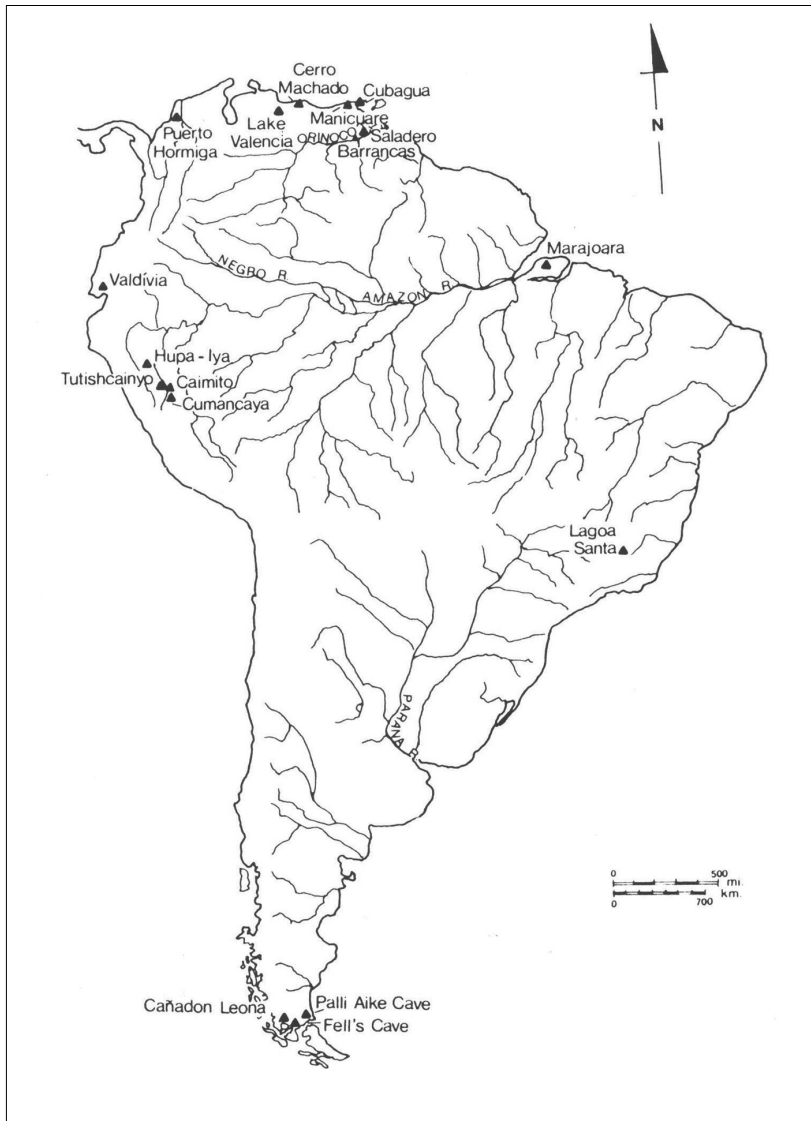 Cerro
Machado
Cubagua
Manicuare
Puerto
Hormiga
Lake
Valencia
ORINOCO
Saladero
Barrancas
N
Marajoara
NEGRO R.
AMAZON R.
Valdívia
Hupa-Iya
Tutishcainyo
Caimito
Cumancaya
Lagoa
Santa
PARANA R.
0 500
mi.
km.
0 700
Cañadon Leona
Palli Aike Cave
Fell's Cave